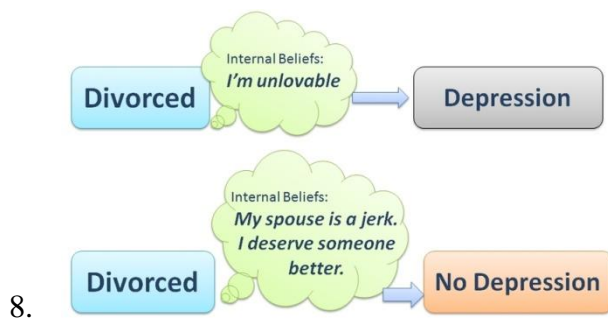 Internal Beliefs:
I'm unlovable
Divorced
Depression
Internal Beliefs:
My spouse is a jerk.
I deserve someone
better.
Divorced
No Depression
8.